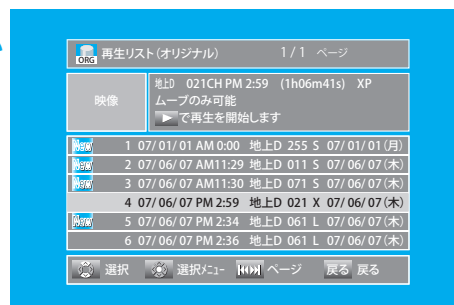 ORG 再生リスト(オリジナル) 1/1 ページ
映像
地上D 021CH PM 2:59 (1h06m41s) XP
ムーブのみ可能
で再生を開始します
New 1 07/01/01 AM 0:00 地上D 255 S 07/01/01(月)
New 2 07/06/07 AM11:29 地上D 011 S 07/06/07(木)
New 3 07/06/07 AM11:30 地上D 071 S 07/06/07(木)
4 07/06/07 PM 2:59 地上D 021 X 07/06/07(木)
New 5 07/06/07 PM 2:34 地上D 061 L 07/06/07(木)
6 07/06/07 PM 2:36 地上D 061 L 07/06/07(木)
選択 選択メニュー ページ 戻る 戻る